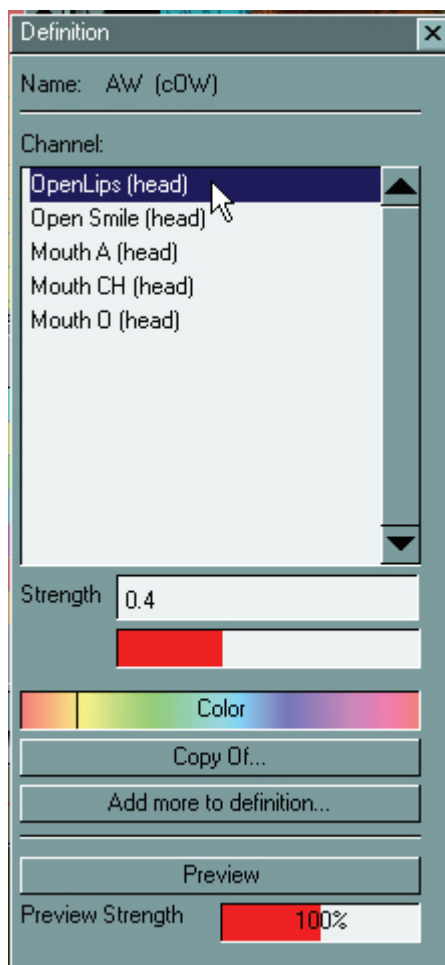 Definition
Name: AW (cOW)
Channel:
OpenLips (head)
Open Smile (head)
Mouth A (head)
Mouth CH (head)
Mouth O (head)
Strength 0.4
Color
Copy Of...
Add more to definition...
Preview
Preview Strength 100%